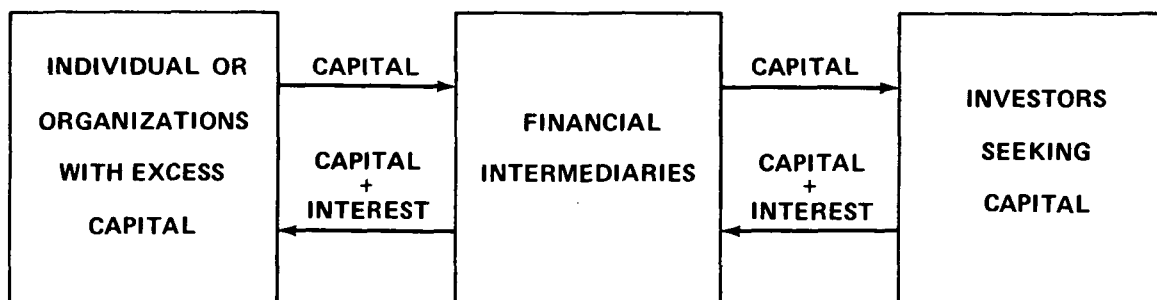 INDIVIDUAL OR
ORGANIZATIONS
WITH EXCESS
CAPITAL
CAPITAL
CAPITAL
+
INTEREST
FINANCIAL
INTERMEDIARIES
CAPITAL
CAPITAL
+
INTEREST
INVESTORS
SEEKING
CAPITAL